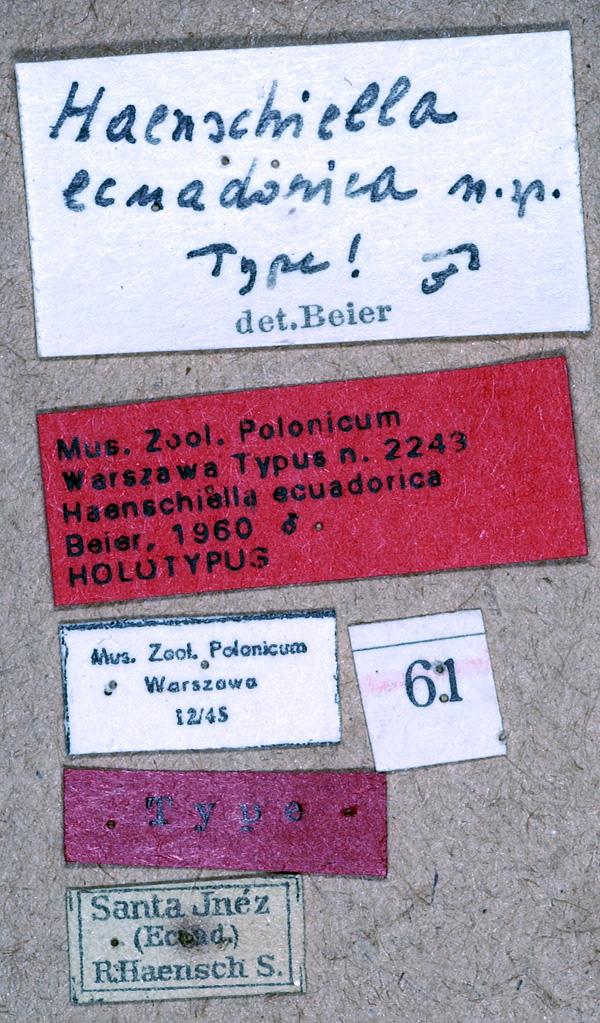 Haenschiella
ecuadorica n.sp.
Type! ♂
det.Beier
Mus. Zool. Polonicum
Warszawa Typus n. 2243
Haenschiella ecuadorica
Beier, 1960 ♂
HOLOTYPUS
Mus. Zool. Polonicum
Warszawa
12/45
61
Type
Santa Jnéz
(Ecuad.)
R.Haensch S.